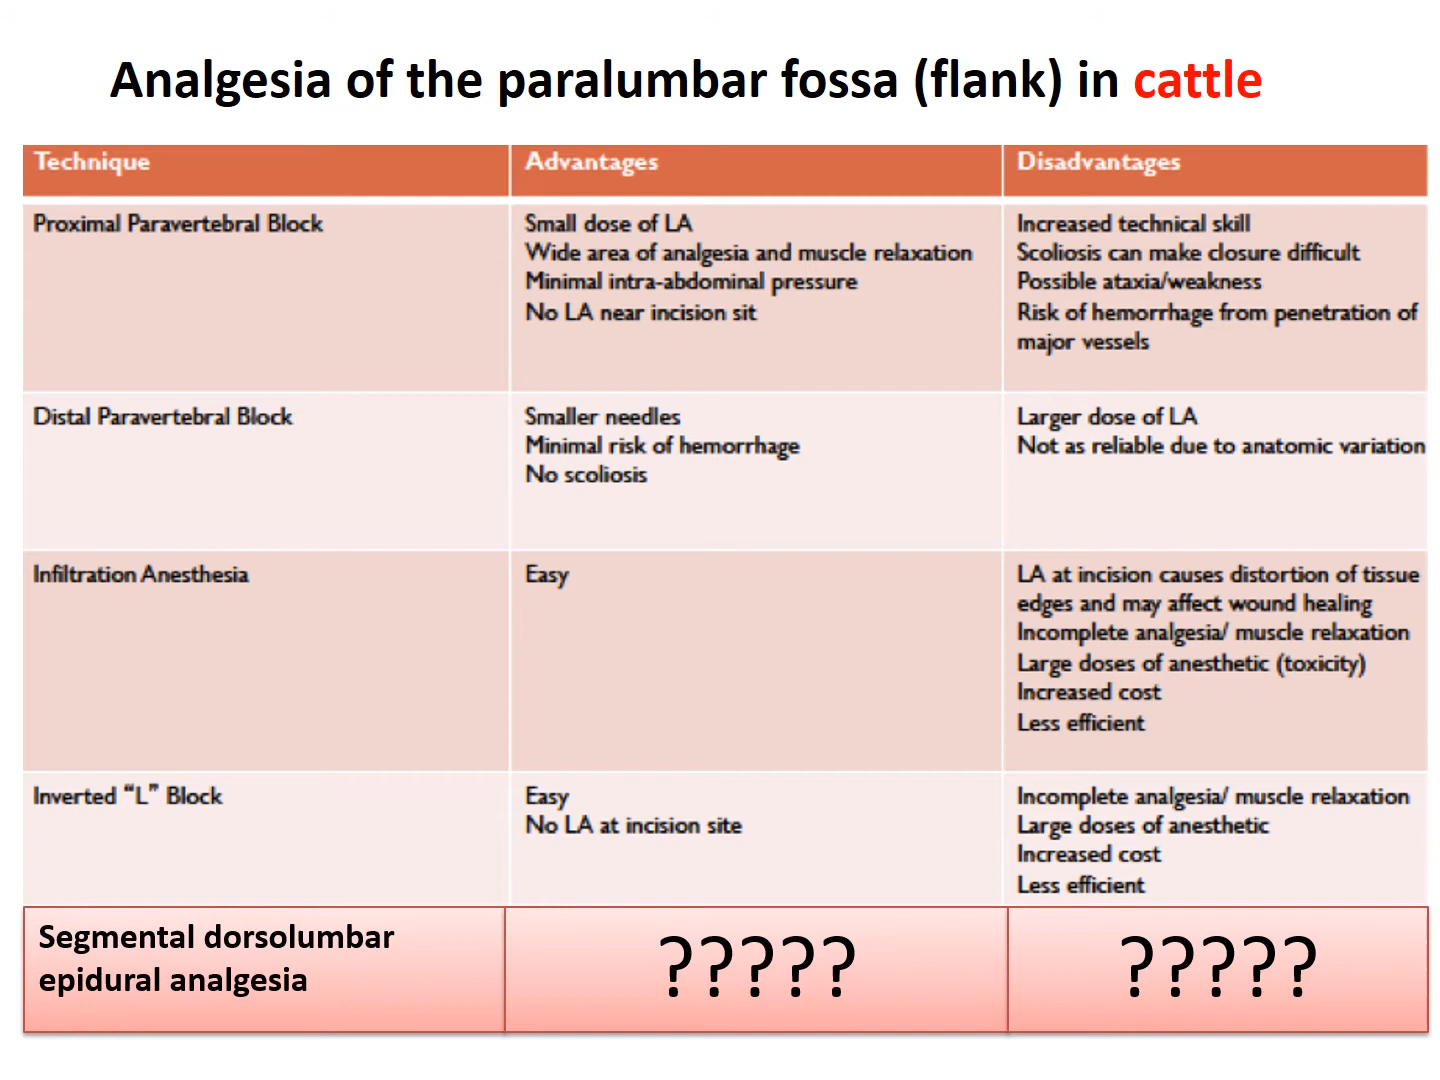 Analgesia of the paralumbar fossa (flank) in cattle
Technique
Advantages
Disadvantages
Proximal Paravertebral Block
Small dose of LA
Wide area of analgesia and muscle relaxation
Minimal intra-abdominal pressure
No LA near incision sit
Increased technical skill
Scoliosis can make closure difficult
Possible ataxia/weakness
Risk of hemorrhage from penetration of
major vessels
Distal Paravertebral Block
Smaller needles
Minimal risk of hemorrhage
No scoliosis
Larger dose of LA
Not as reliable due to anatomic variation
Infiltration Anesthesia
Easy
LA at incision causes distortion of tissue
edges and may affect wound healing
Incomplete analgesia/ muscle relaxation
Large doses of anesthetic (toxicity)
Increased cost
Less efficient
Inverted “L” Block
Easy
No LA at incision site
Incomplete analgesia/ muscle relaxation
Large doses of anesthetic
Increased cost
Less efficient
Segmental dorsolumbar
epidural analgesia
?????
?????